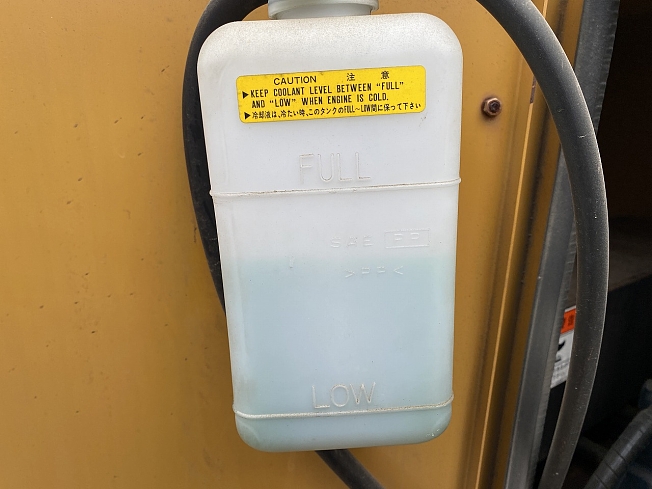 CAUTION 注意
▶KEEP COOLANT LEVEL BETWEEN "FULL"
AND "LOW" WHEN ENGINE IS COLD.
▶冷却液は、冷たい時、このタンクのFULL〜LOW間に保って下さい
FULL
>PP<
LOW